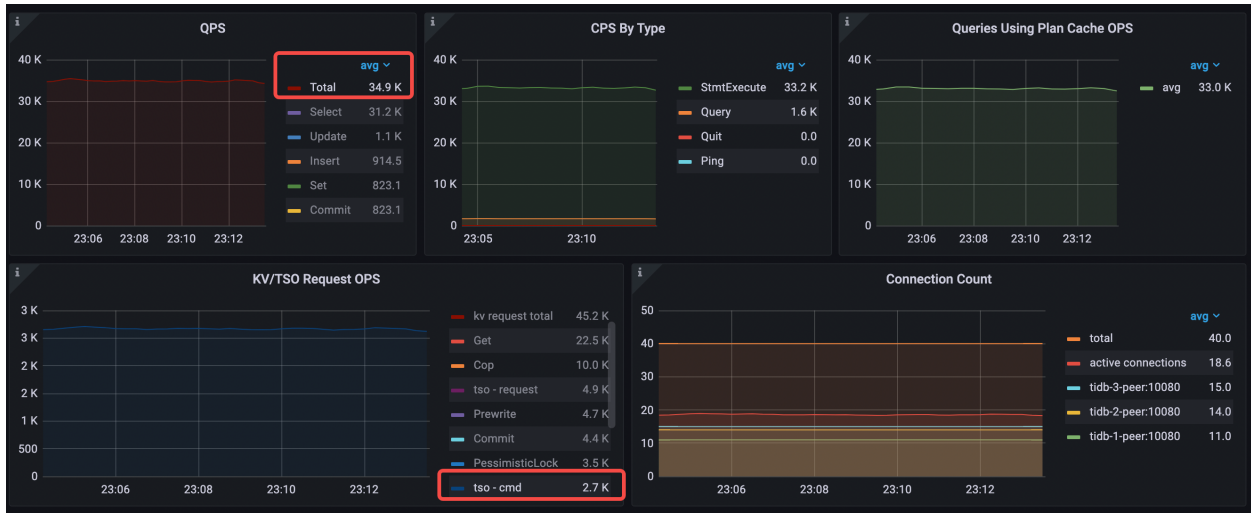 QPS
40 K
30 K
20 K
10 K
0
23:06 23:08 23:10 23:12
avg
Total 34.9 K
Select 31.2 K
Update 1.1 K
Insert 914.5
Set 823.1
Commit 823.1
CPS By Type
40 K
30 K
20 K
10 K
0
23:05 23:10
avg
StmtExecute 33.2 K
Query 1.6 K
Quit 0.0
Ping 0.0
Queries Using Plan Cache OPS
40 K
30 K
20 K
10 K
0
23:06 23:08 23:10 23:12
avg
avg 33.0 K
KV/TSO Request OPS
3 K
3 K
2 K
2 K
1 K
500
0
23:06 23:08 23:10 23:12
kv request total 45.2 K
Get 22.5 K
Cop 10.0 K
tso - request 4.9 K
Prewrite 4.7 K
Commit 4.4 K
PessimisticLock 3.5 K
tso - cmd 2.7 K
Connection Count
50
40
30
20
10
0
23:06 23:08 23:10 23:12
avg
total 40.0
active connections 18.6
tidb-3-peer:10080 15.0
tidb-2-peer:10080 14.0
tidb-1-peer:10080 11.0